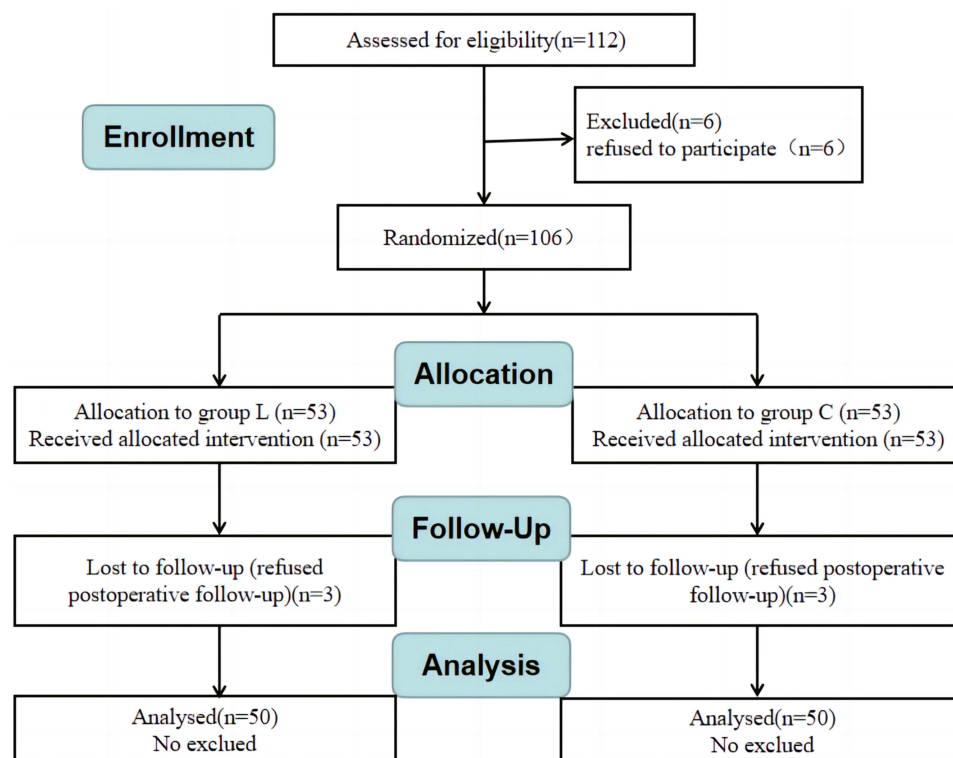 Assessed for eligibility(n=112)
Enrollment
Excluded(n=6)
refused to participate（n=6）
Randomized(n=106）
Allocation
Allocation to group L (n=53)
Received allocated intervention (n=53)
Allocation to group C (n=53)
Received allocated intervention (n=53)
Follow-Up
Lost to follow-up (refused
postoperative follow-up)(n=3)
Lost to follow-up (refused postoperative
follow-up)(n=3)
Analysis
Analysed(n=50)
No exclued
Analysed(n=50)
No exclued